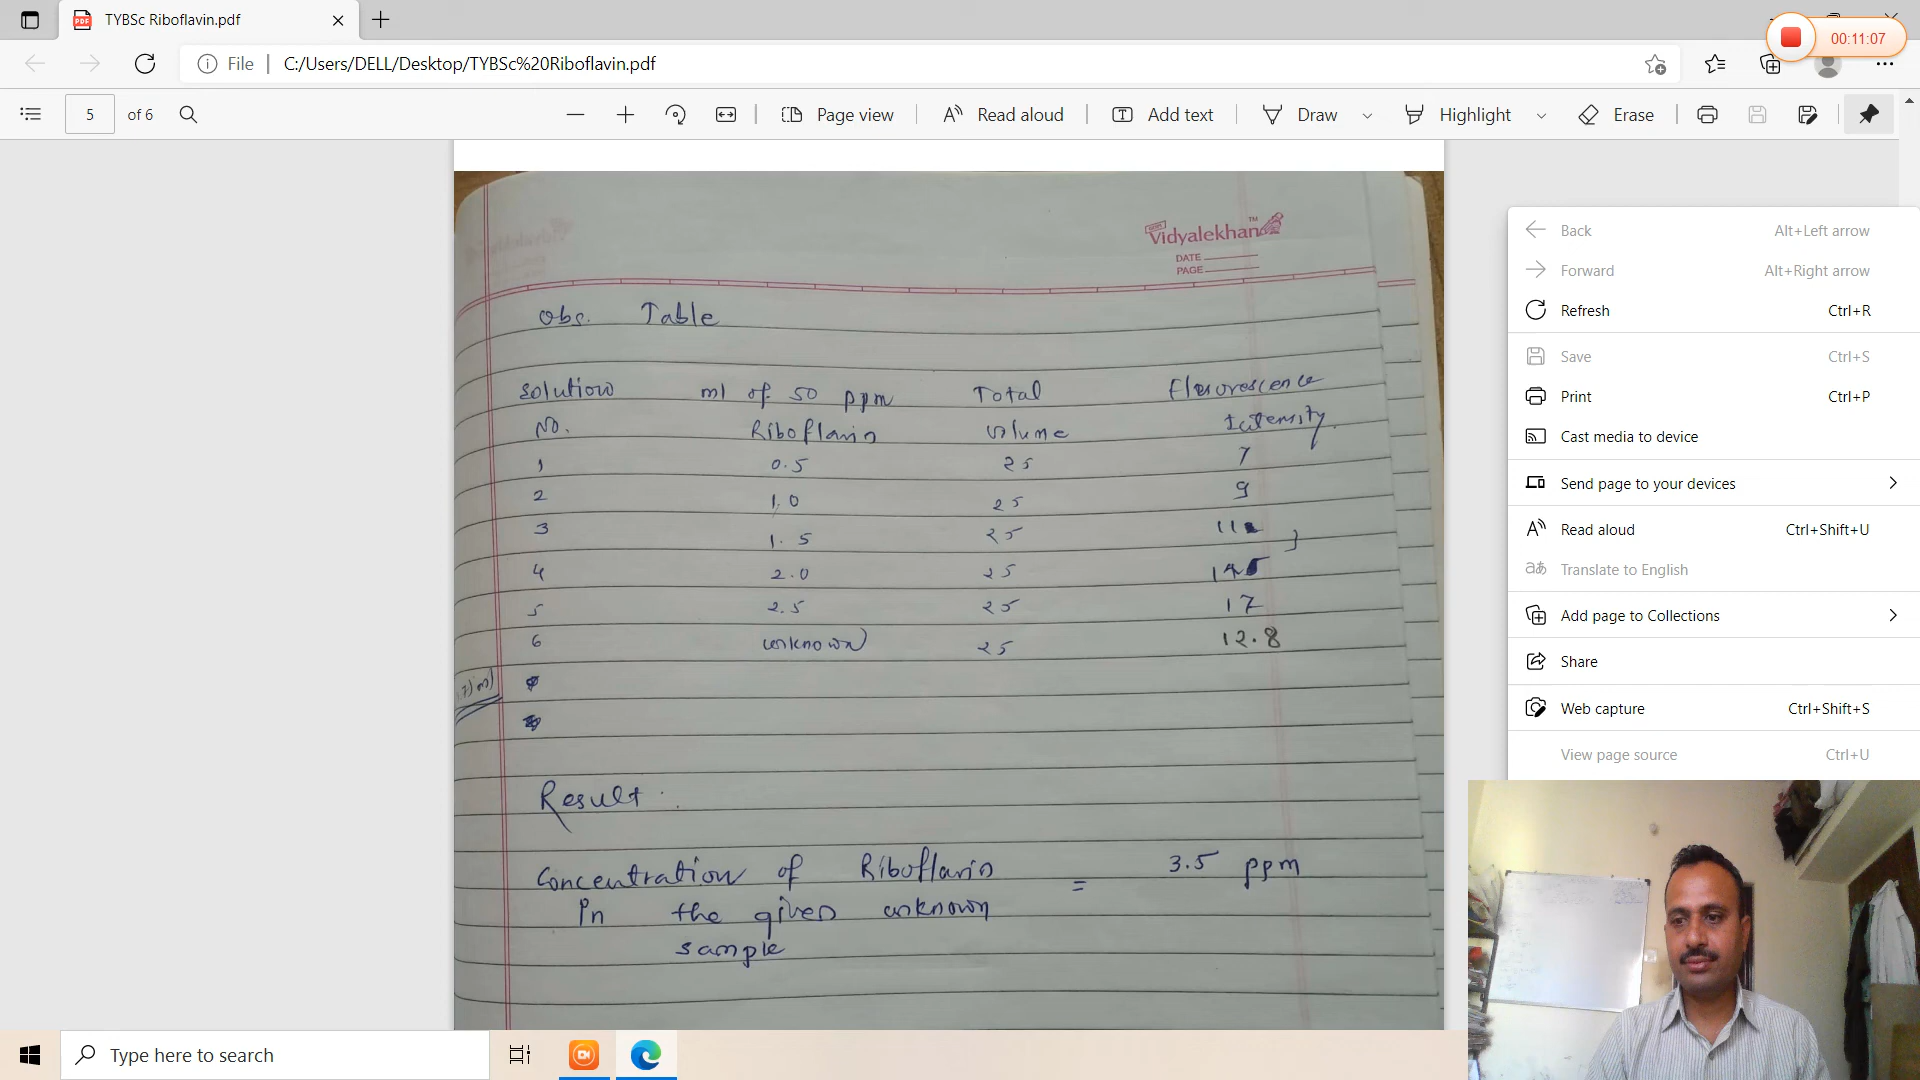 TYBSc Riboflavin.pdf
00:11:07
File
C:/Users/DELL/Desktop/TYBSc%20Riboflavin.pdf
5 of 6
Page view
Read aloud
Add text
Draw
Highlight
Erase
Vidyalekhan TM
DATE
PAGE
Obs. Table
Solution ml of 50 ppm Total Fluorescence
No. Riboflavin volume Intensity
1 0.5 25 7
2 1.0 25 9
3 1.5 25 11
4 2.0 25 14
5 2.5 25 17
6 unknown 25 12.8
Result:
Concentration of Riboflavin = 3.5 ppm
in the given unknown
sample
Back Alt+Left arrow
Forward Alt+Right arrow
Refresh Ctrl+R
Save Ctrl+S
Print Ctrl+P
Cast media to device
Send page to your devices
Read aloud Ctrl+Shift+U
Translate to English
Add page to Collections
Share
Web capture Ctrl+Shift+S
View page source Ctrl+U
Type here to search